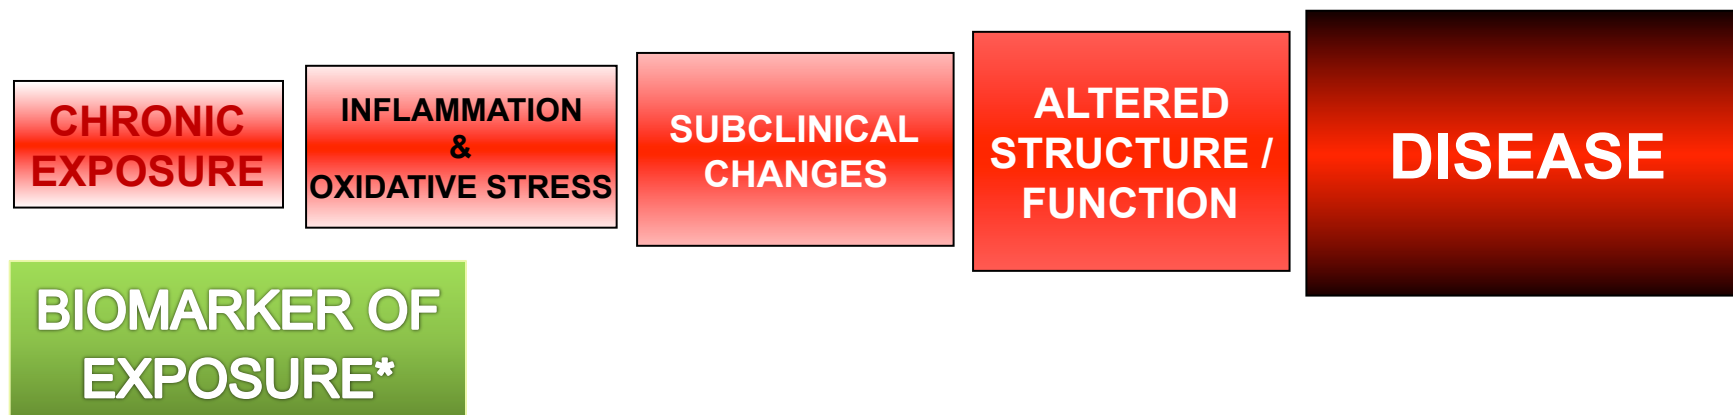 CHRONIC
EXPOSURE
INFLAMMATION
&
OXIDATIVE STRESS
SUBCLINICAL
CHANGES
ALTERED
STRUCTURE /
FUNCTION
DISEASE
BIOMARKER OF
EXPOSURE*